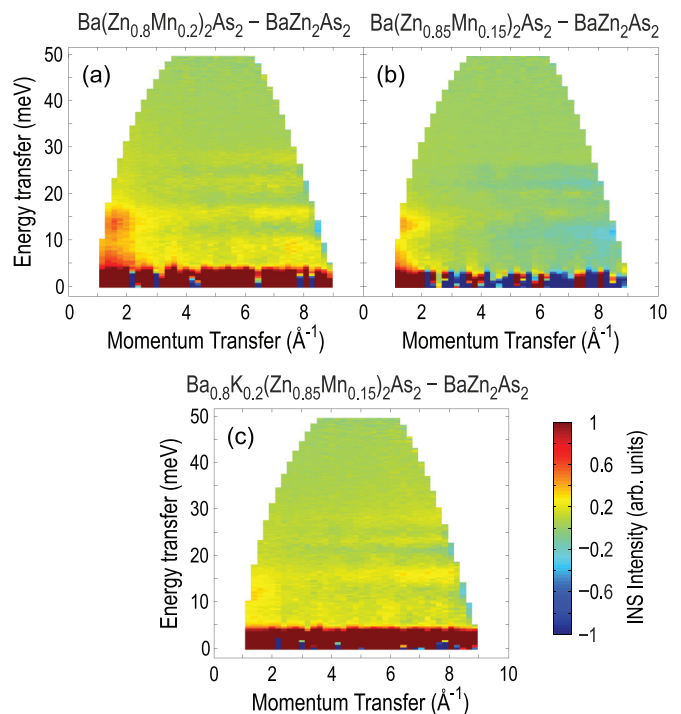 Ba(Zn0.8Mn0.2)2As2 − BaZn2As2
Ba(Zn0.85Mn0.15)2As2 − BaZn2As2
(a)
(b)
Energy transfer (meV)
50
40
30
20
10
0
0 2 4 6 8
0 2 4 6 8 10
Momentum Transfer (Å-1)
Momentum Transfer (Å-1)
Ba0.8K0.2(Zn0.85Mn0.15)2As2 − BaZn2As2
(c)
Energy transfer (meV)
50
40
30
20
10
0
0 2 4 6 8 10
Momentum Transfer (Å-1)
1
0.6
0.2
−0.2
−0.6
−1
INS Intensity (arb. units)